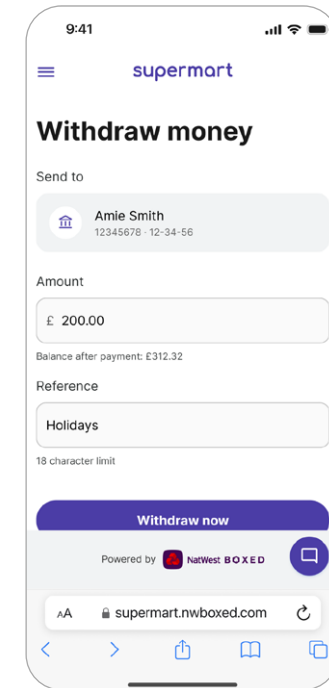 9:41
supermart
Withdraw money
Send to
Amie Smith
12345678 · 12-34-56
Amount
£ 200.00
Balance after payment: £312.32
Reference
Holidays
18 character limit
Withdraw now
Powered by NatWest BOXED
AA supermart.nwboxed.com